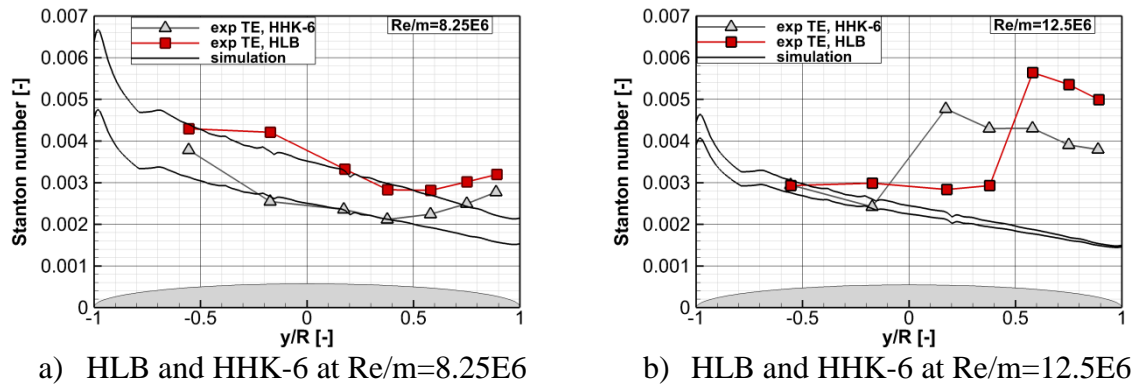 0.007
0.006
0.005
0.004
0.003
0.002
0.001
0
Stanton number [-]
exp TE, HHK-6
exp TE, HLB
simulation
Re/m=8.25E6
-1
-0.5
0
0.5
1
y/R [-]
a) HLB and HHK-6 at Re/m=8.25E6
0.007
0.006
0.005
0.004
0.003
0.002
0.001
0
Stanton number [-]
exp TE, HHK-6
exp TE, HLB
simulation
Re/m=12.5E6
-1
-0.5
0
0.5
1
y/R [-]
b) HLB and HHK-6 at Re/m=12.5E6